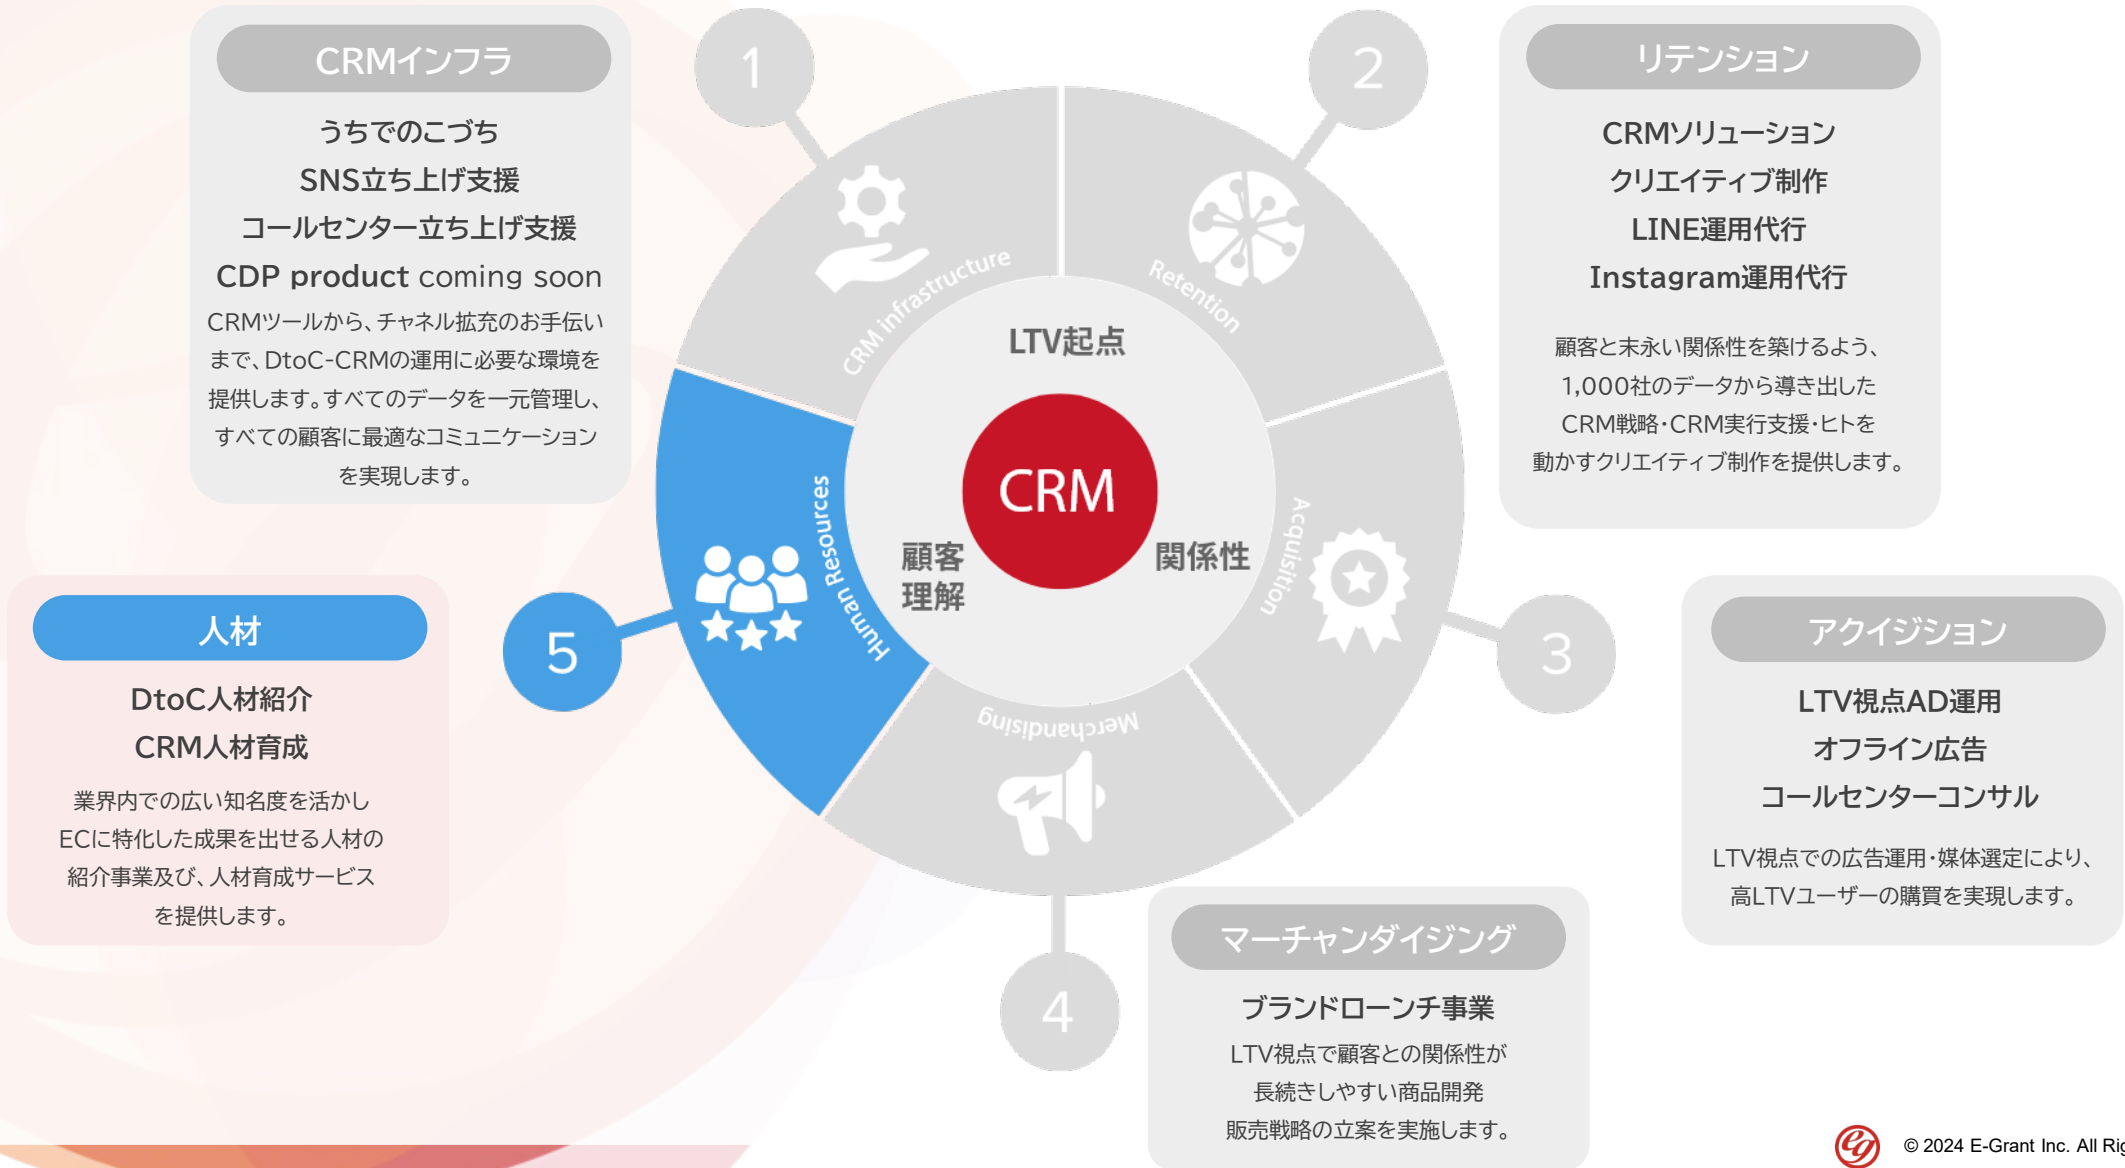 CRMインフラ
うちでのこづち
SNS立ち上げ支援
コールセンター立ち上げ支援
CDP product coming soon
CRMツールから、チャネル拡充のお手伝い
まで、DtoC-CRMの運用に必要な環境を
提供します。すべてのデータを一元管理し、
すべての顧客に最適なコミュニケーション
を実現します。
1
2
リテンション
CRMソリューション
クリエイティブ制作
LINE運用代行
Instagram運用代行
顧客と末永い関係性を築けるよう、
1,000社のデータから導き出した
CRM戦略・CRM実行支援・ヒトを
動かすクリエイティブ制作を提供します。
CRM infrastructure
Retention
LTV起点
CRM
顧客
理解
関係性
Human Resources
Acquisition
Merchandising
人材
DtoC人材紹介
CRM人材育成
業界内での広い知名度を活かし
ECに特化した成果を出せる人材の
紹介事業及び、人材育成サービス
を提供します。
5
3
アクイジション
LTV視点AD運用
オフライン広告
コールセンターコンサル
LTV視点での広告運用・媒体選定により、
高LTVユーザーの購買を実現します。
4
マーチャンダイジング
ブランドローンチ事業
LTV視点で顧客との関係性が
長続きしやすい商品開発
販売戦略の立案を実施します。
eg
© 2024 E-Grant Inc. All Rig